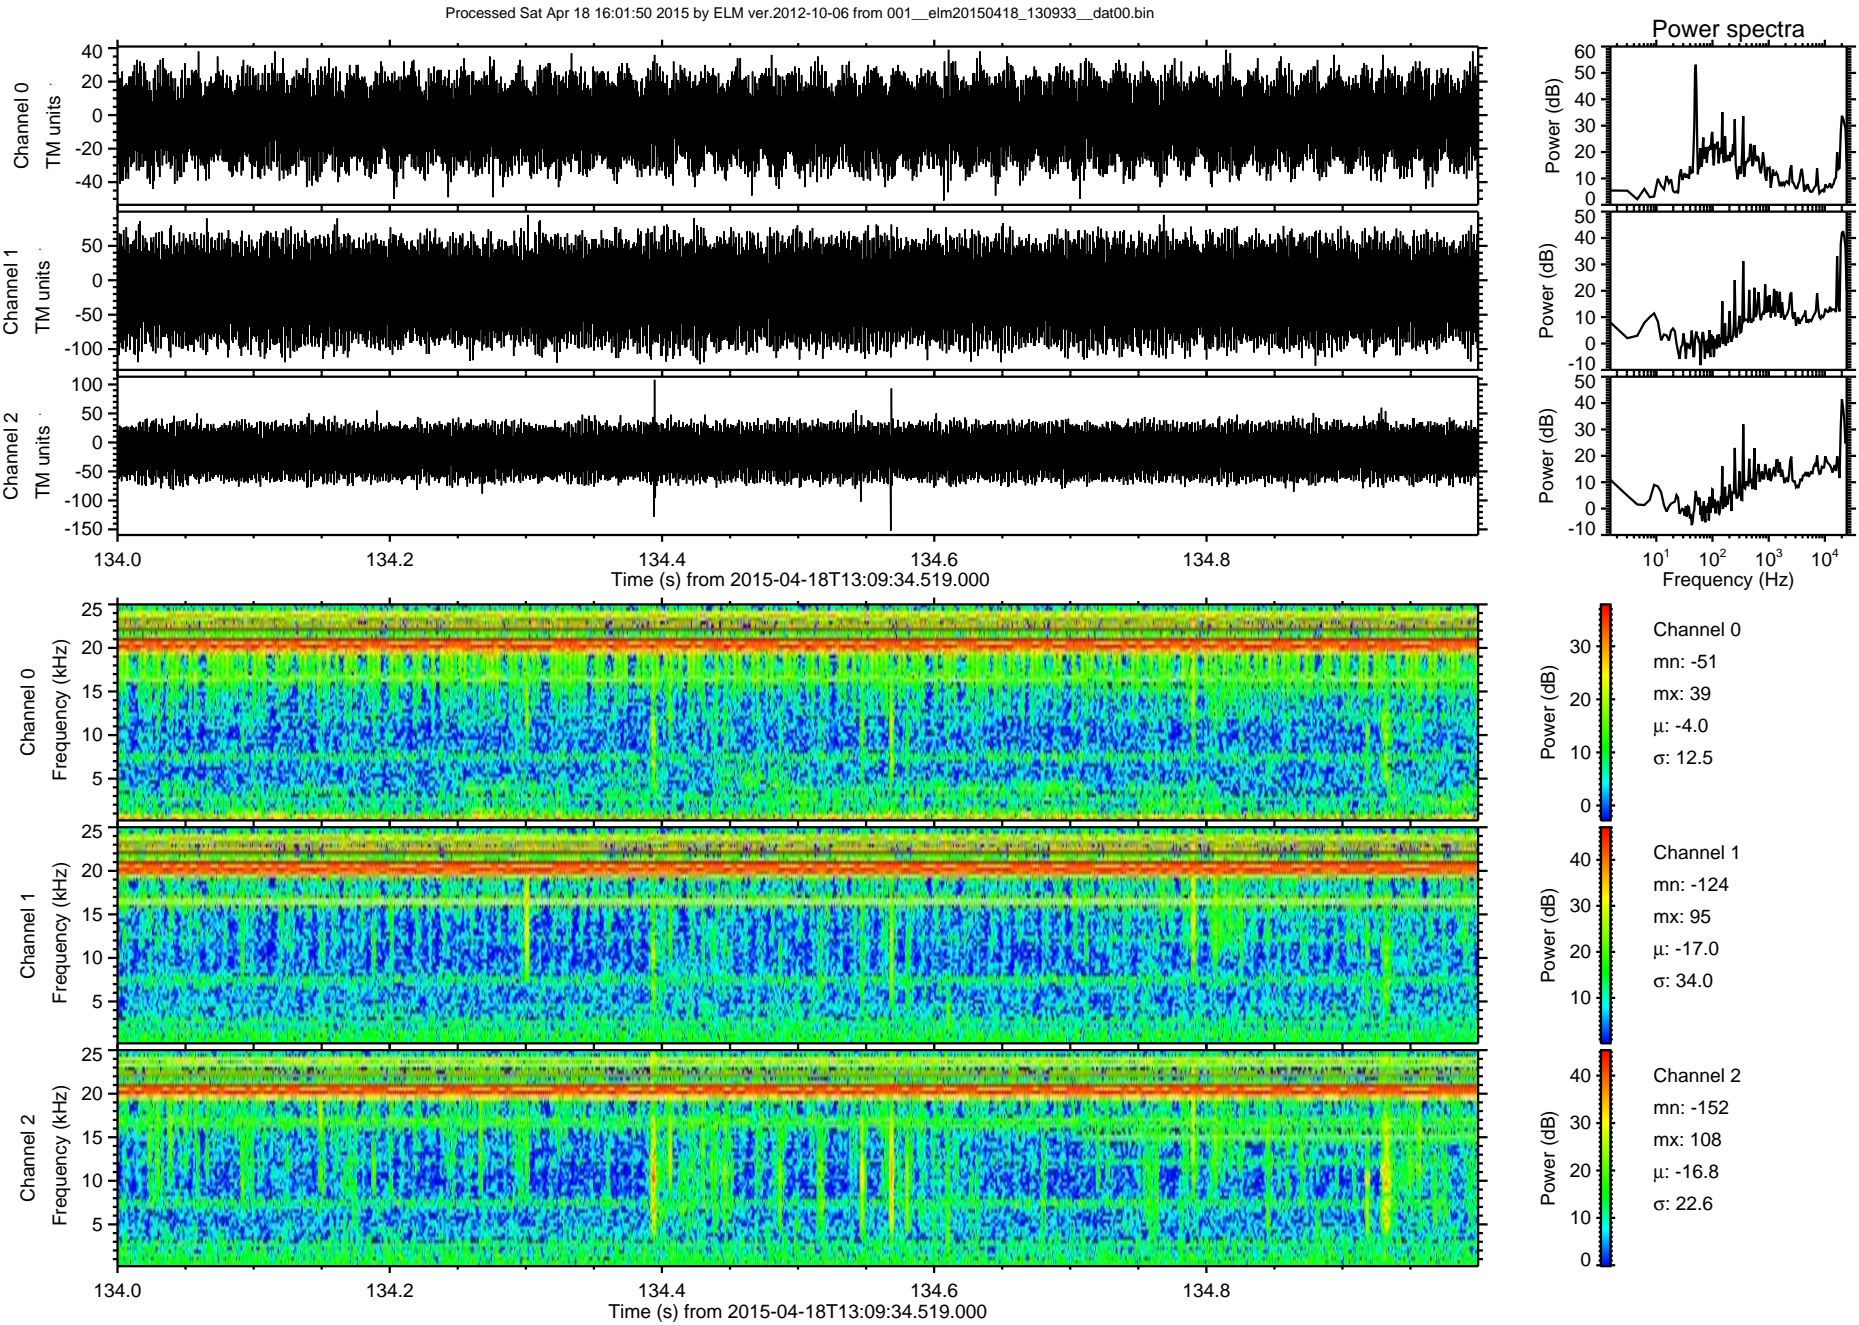 Processed Sat Apr 18 16:01:50 2015 by ELM ver.2012-10-06 from 001__elm20150418_130933__dat00.bin
Power spectra
Channel 0
TM units
40
20
0
-20
-40
Power (dB)
60
50
40
30
20
10
0
Channel 1
TM units
50
0
-50
-100
Power (dB)
50
40
30
20
10
0
-10
Channel 2
TM units
100
50
0
-50
-100
-150
Power (dB)
50
40
30
20
10
0
-10
134.0 134.2 134.4 134.6 134.8
Time (s) from 2015-04-18T13:09:34.519.000
10^1 10^2 10^3 10^4
Frequency (Hz)
Channel 0
Frequency (kHz)
25
20
15
10
5
Power (dB)
30
20
10
0
Channel 0
mn: -51
mx: 39
μ: -4.0
σ: 12.5
Channel 1
Frequency (kHz)
25
20
15
10
5
Power (dB)
40
30
20
10
Channel 1
mn: -124
mx: 95
μ: -17.0
σ: 34.0
Channel 2
Frequency (kHz)
25
20
15
10
5
Power (dB)
40
30
20
10
0
Channel 2
mn: -152
mx: 108
μ: -16.8
σ: 22.6
134.0 134.2 134.4 134.6 134.8
Time (s) from 2015-04-18T13:09:34.519.000